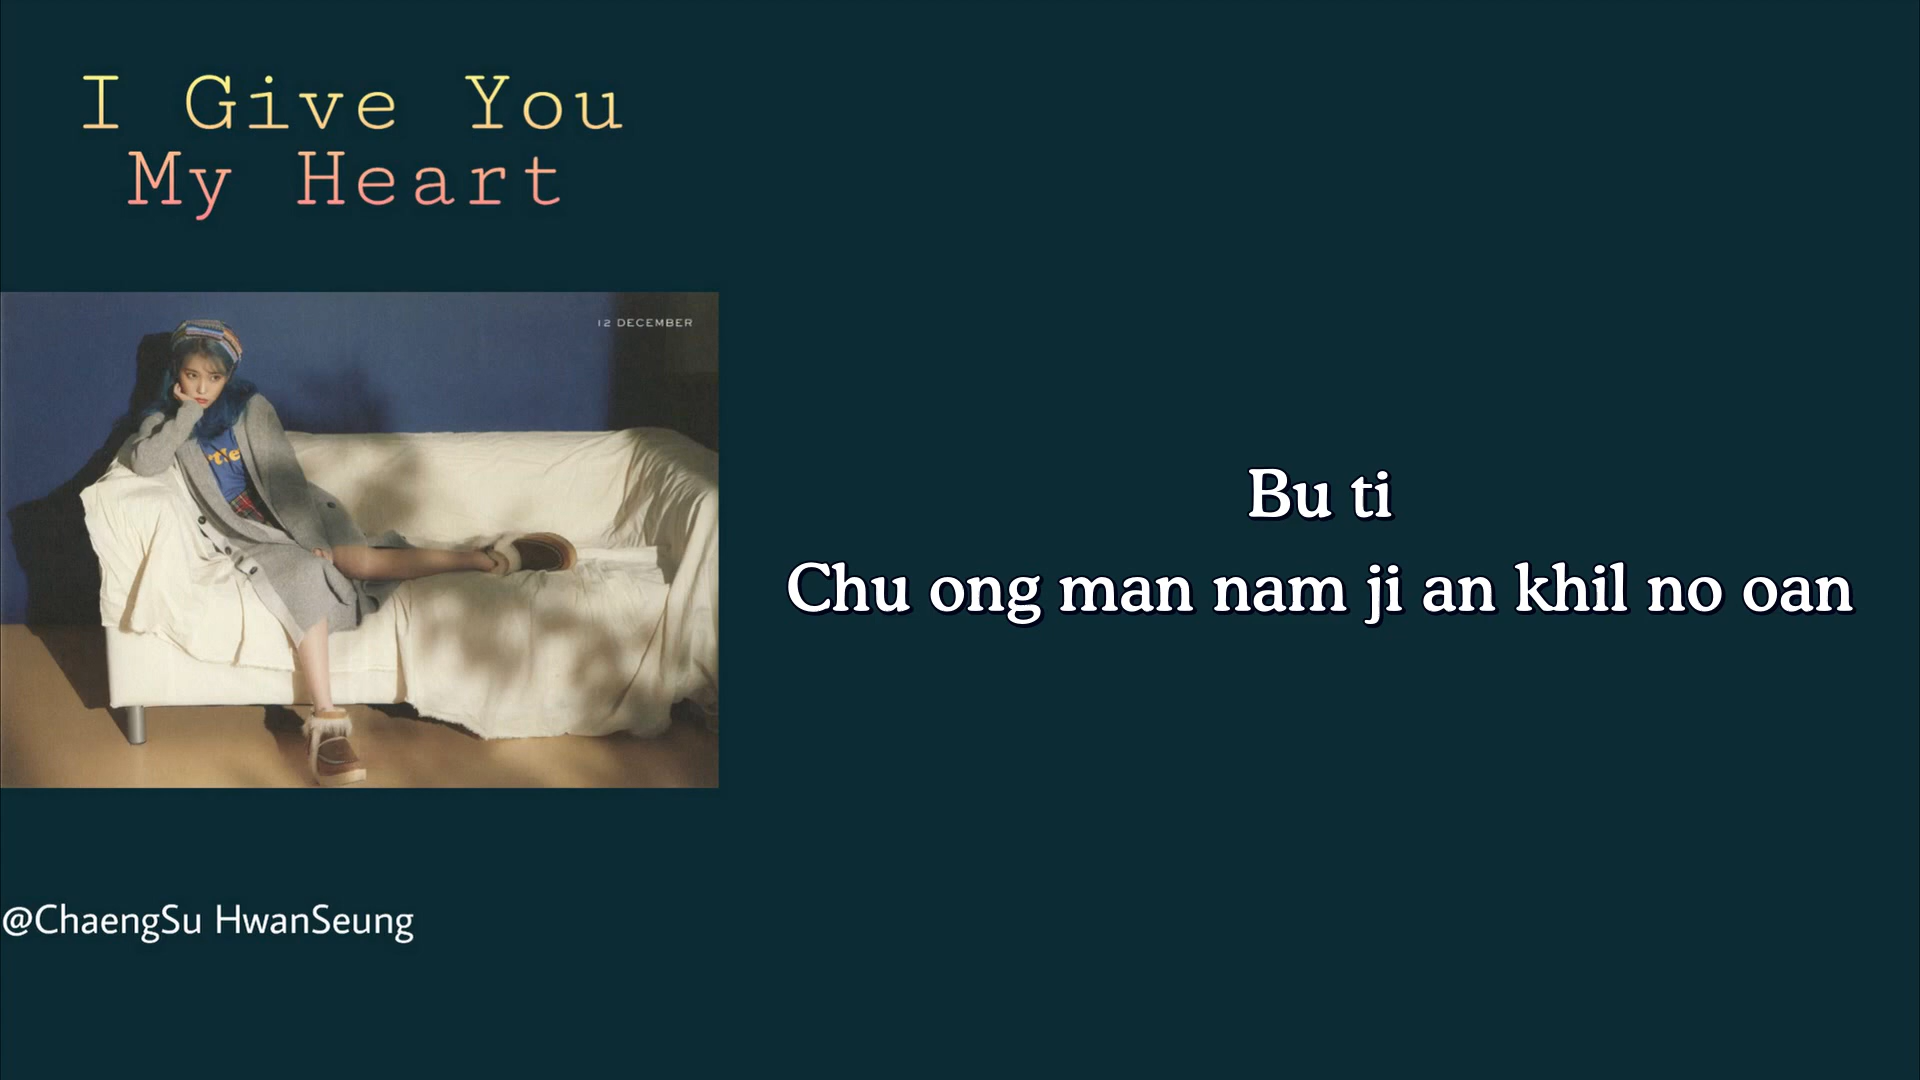 I Give You
My Heart
12 DECEMBER
Bu ti
Chu ong man nam ji an khil no oan
@ChaengSu HwanSeung